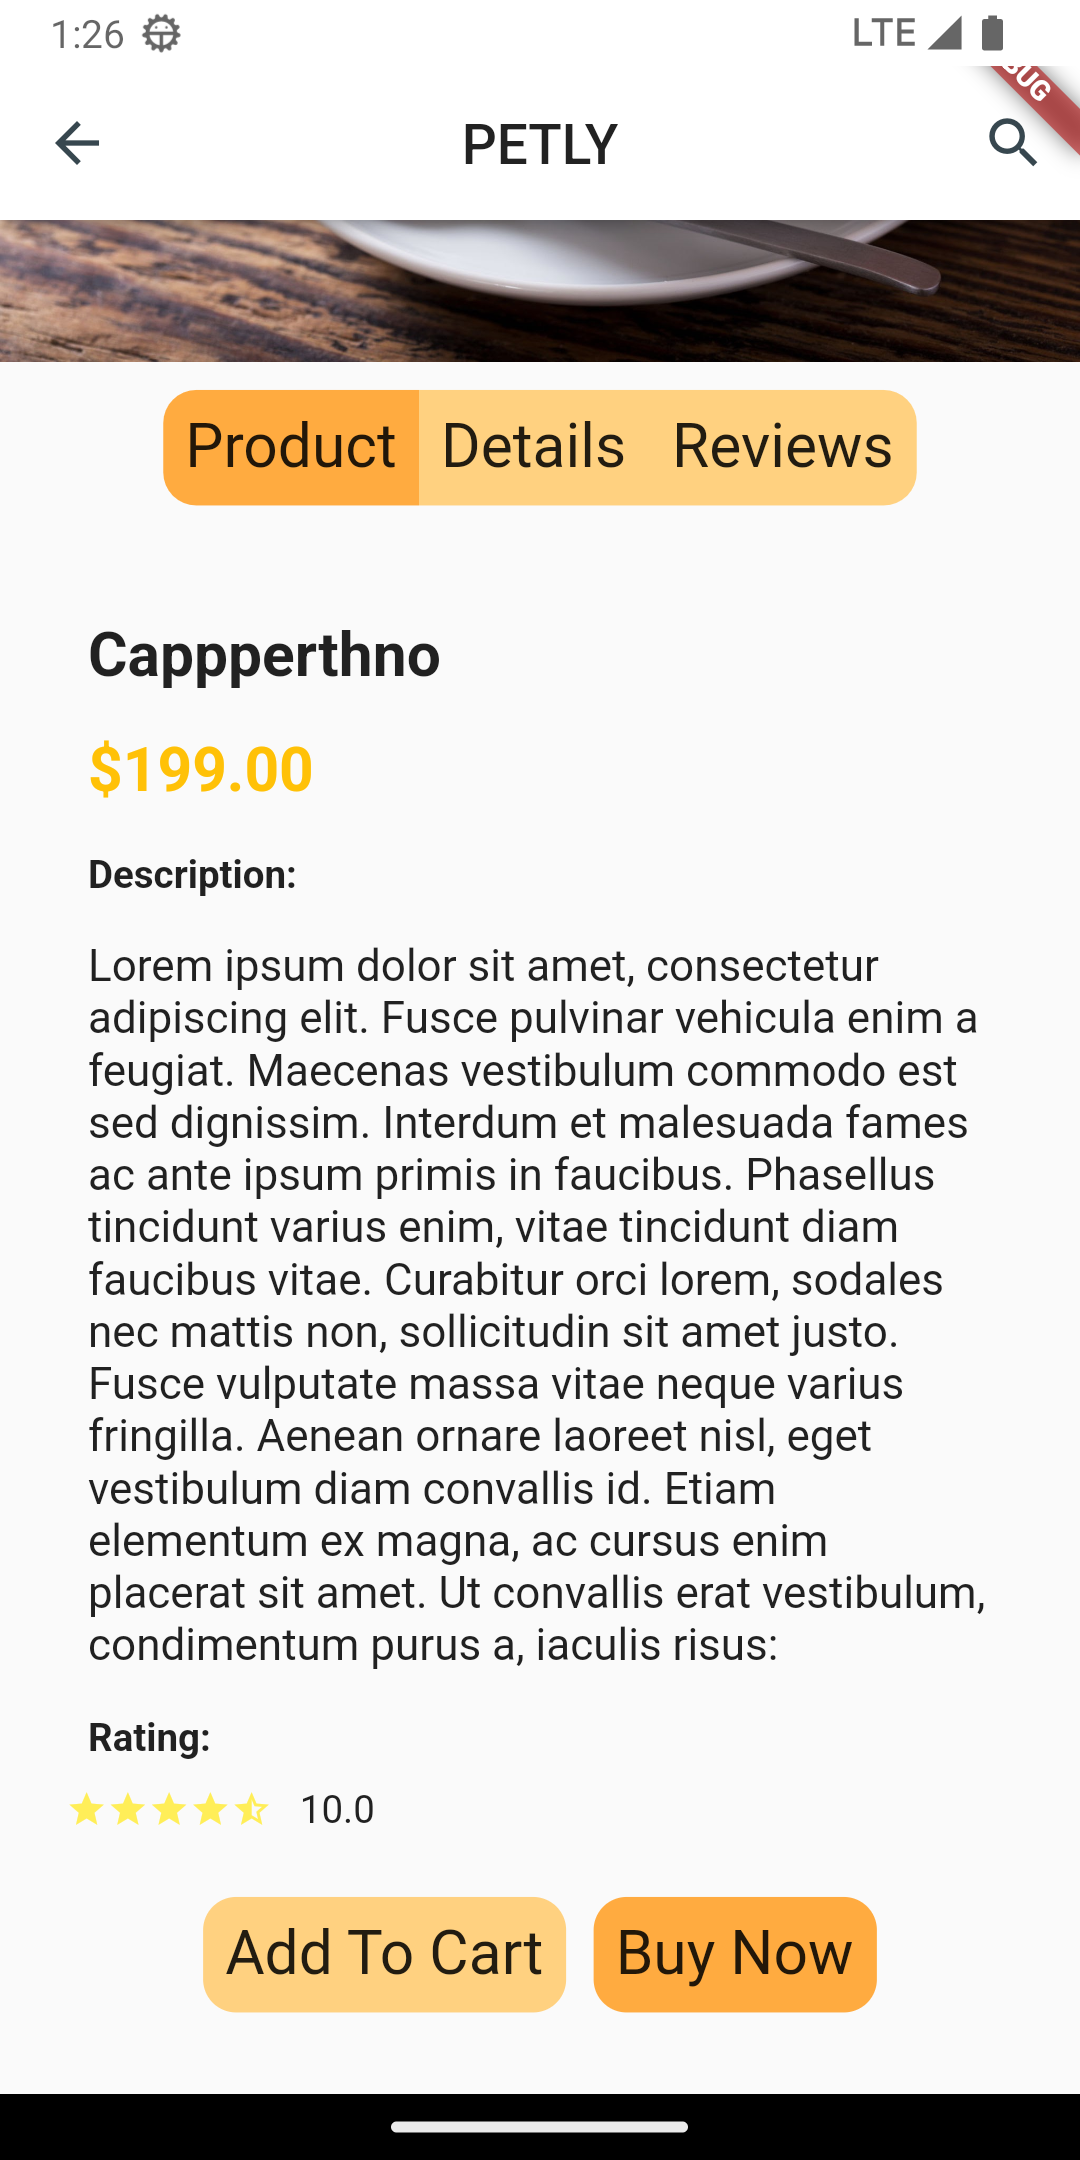 1:26 LTE
PETLY
Product Details Reviews
Cappperthno
$199.00
Description:
Lorem ipsum dolor sit amet, consectetur
adipiscing elit. Fusce pulvinar vehicula enim a
feugiat. Maecenas vestibulum commodo est
sed dignissim. Interdum et malesuada fames
ac ante ipsum primis in faucibus. Phasellus
tincidunt varius enim, vitae tincidunt diam
faucibus vitae. Curabitur orci lorem, sodales
nec mattis non, sollicitudin sit amet justo.
Fusce vulputate massa vitae neque varius
fringilla. Aenean ornare laoreet nisl, eget
vestibulum diam convallis id. Etiam
elementum ex magna, ac cursus enim
placerat sit amet. Ut convallis erat vestibulum,
condimentum purus a, iaculis risus:
Rating:
10.0
Add To Cart Buy Now